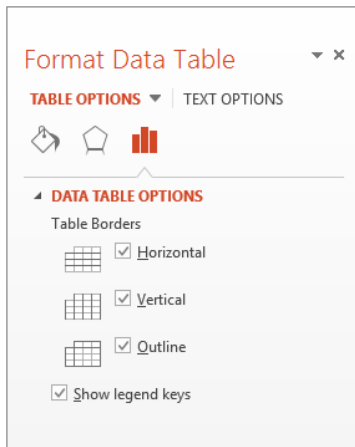 Format Data Table
TABLE OPTIONS TEXT OPTIONS
DATA TABLE OPTIONS
Table Borders
Horizontal
Vertical
Outline
Show legend keys